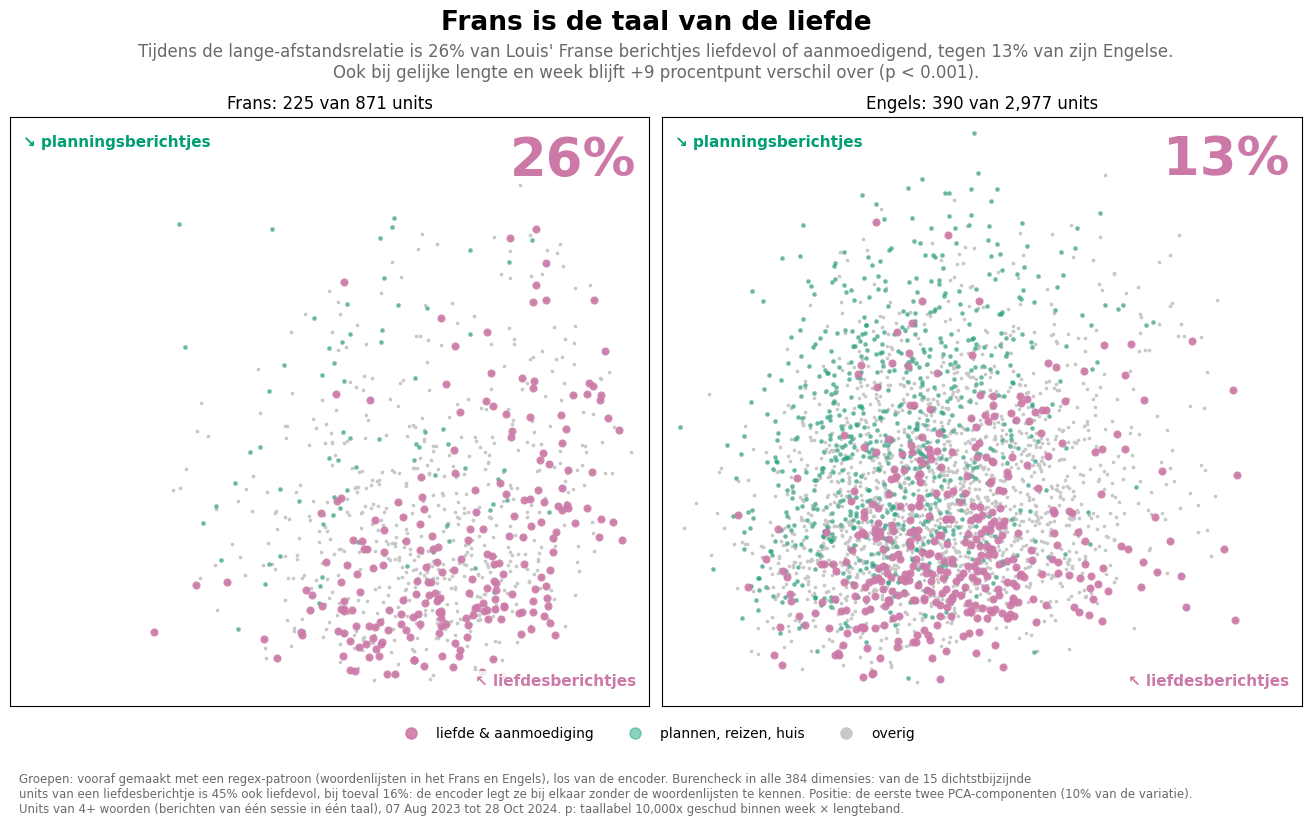 Frans is de taal van de liefde
Tijdens de lange-afstandsrelatie is 26% van Louis' Franse berichtjes liefdevol of aanmoedigend, tegen 13% van zijn Engelse.
Ook bij gelijke lengte en week blijft +9 procentpunt verschil over (p < 0.001).
Frans: 225 van 871 units
↘ planningsberichtjes
26%
↖ liefdesberichtjes
Engels: 390 van 2,977 units
↘ planningsberichtjes
13%
↖ liefdesberichtjes
liefde & aanmoediging
plannen, reizen, huis
overig
Groepen: vooraf gemaakt met een regex-patroon (woordenlijsten in het Frans en Engels), los van de encoder. Burencheck in alle 384 dimensies: van de 15 dichtstbijzijnde
units van een liefdesberichtje is 45% ook liefdevol, bij toeval 16%: de encoder legt ze bij elkaar zonder de woordenlijsten te kennen. Positie: de eerste twee PCA-componenten (10% van de variatie).
Units van 4+ woorden (berichten van één sessie in één taal), 07 Aug 2023 tot 28 Oct 2024. p: taallabel 10,000x geschud binnen week × lengteband.